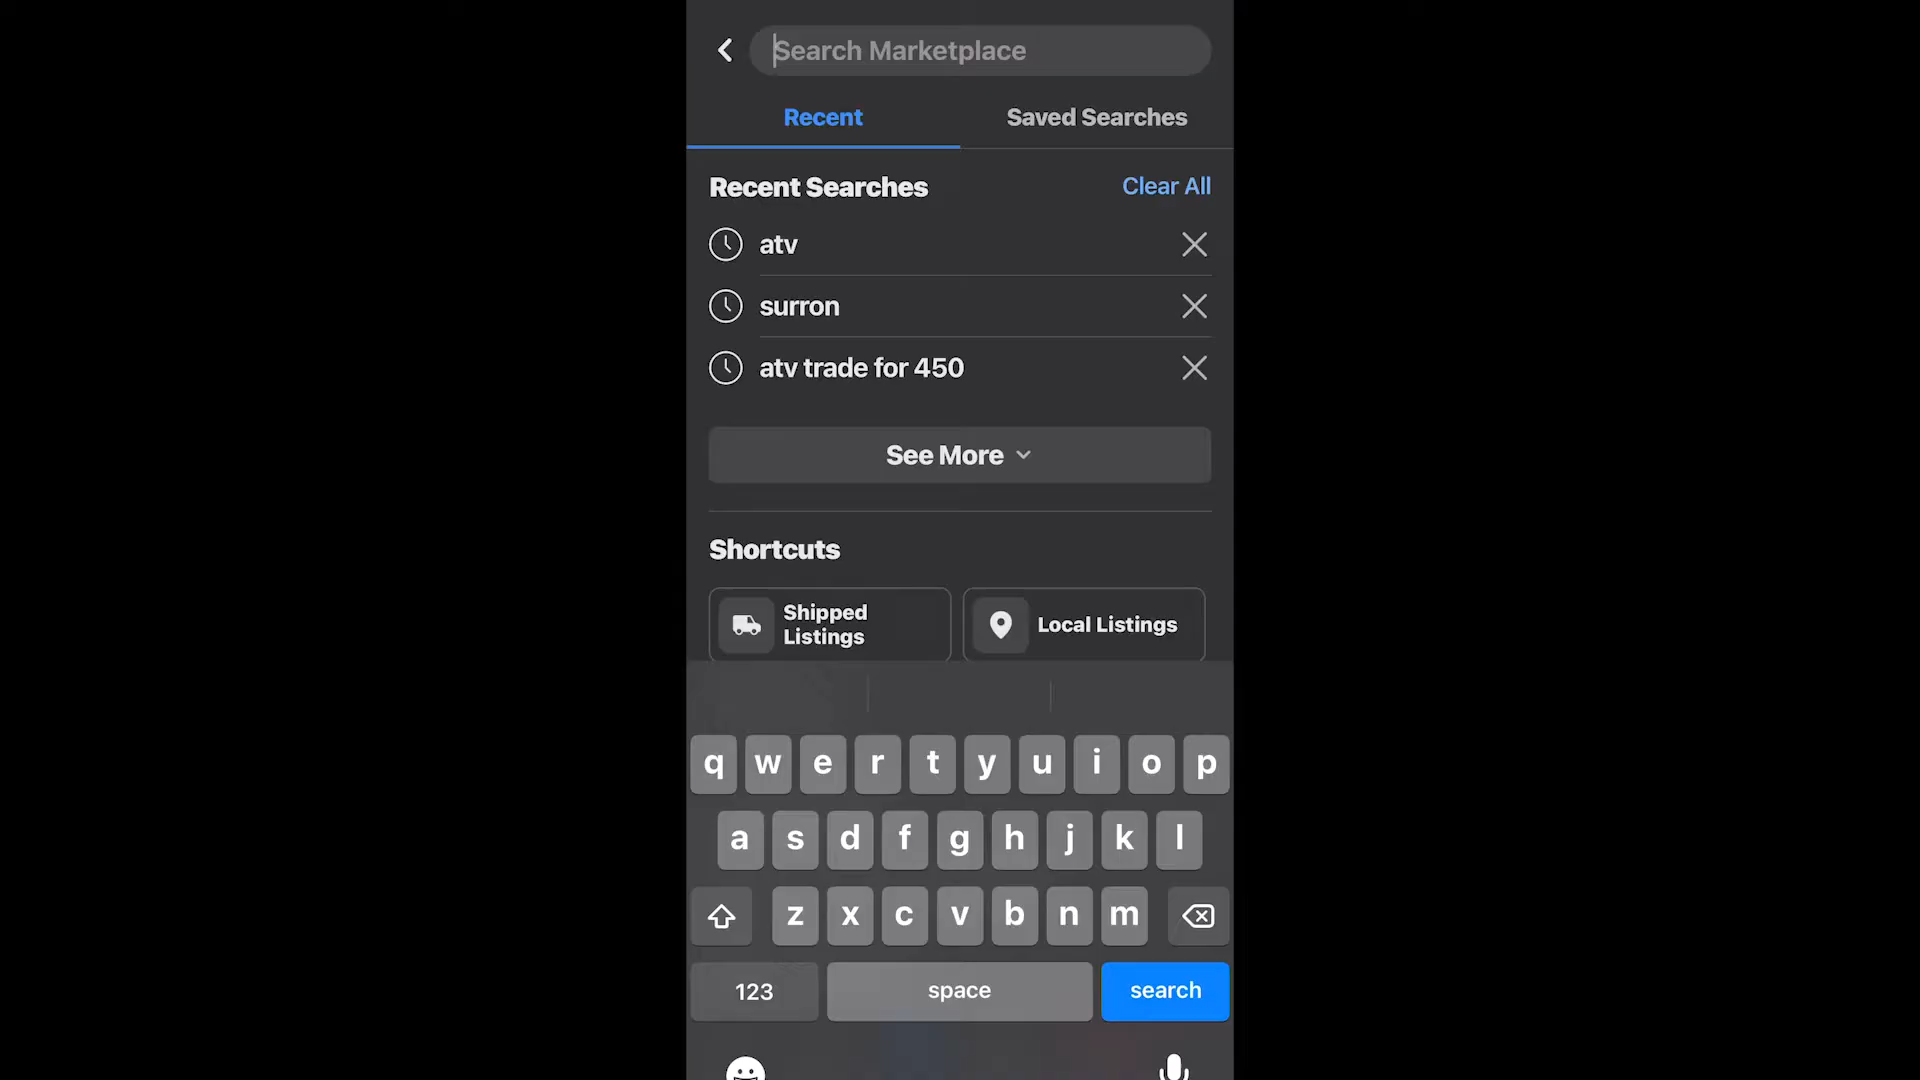 Search Marketplace
Recent Saved Searches
Recent Searches Clear All
atv
surron
atv trade for 450
See More
Shortcuts
Shipped
Listings
Local Listings
q w e r t y u i o p
a s d f g h j k l
z x c v b n m
123 space search